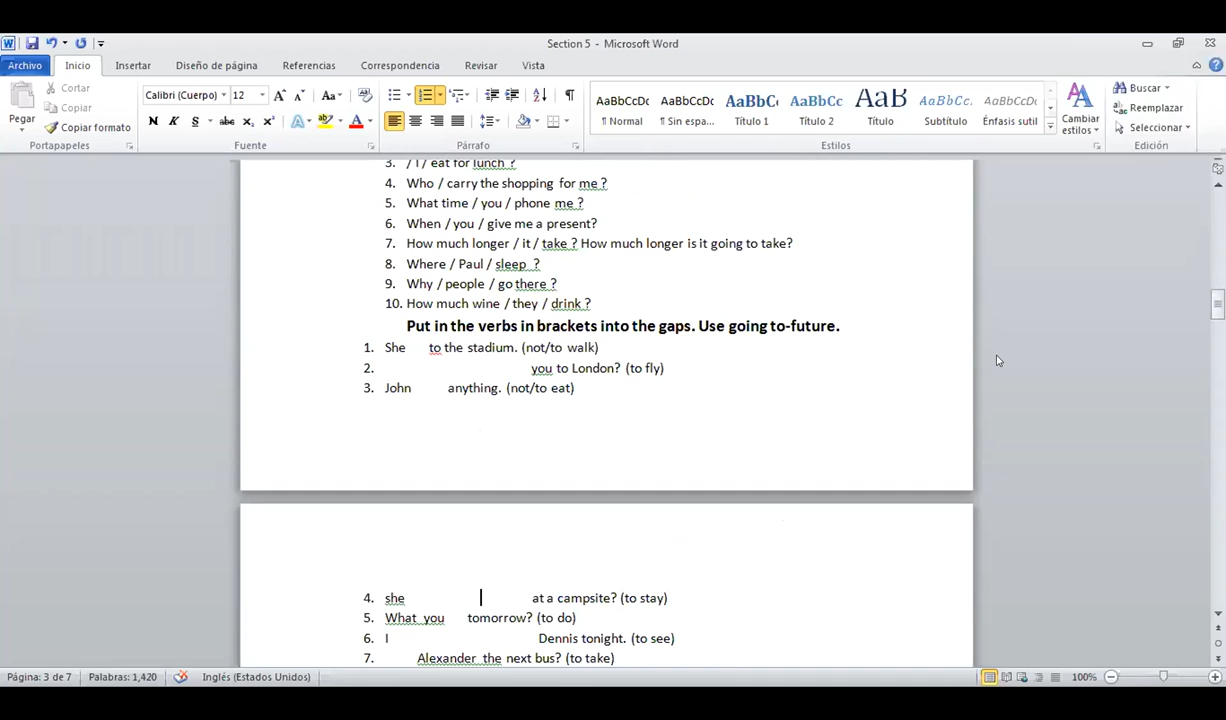 Section 5 - Microsoft Word
Archivo Inicio Insertar Diseño de página Referencias Correspondencia Revisar Vista
Pegar
Cortar
Copiar
Copiar formato
Portapapeles
Calibri (Cuerpo) 12
Fuente
Párrafo
AaBbCcDc AaBbCcDc AaBbC AaBbCc AaB AaBbCc. AaBbCcDc
¶ Normal ¶ Sin espa... Título 1 Título 2 Título Subtítulo Énfasis sutil
Cambiar estilos
Estilos
Buscar
Reemplazar
Seleccionar
Edición
3. / I / eat for lunch ?
4. Who / carry the shopping for me ?
5. What time / you / phone me ?
6. When / you / give me a present?
7. How much longer / it / take ? How much longer is it going to take?
8. Where / Paul / sleep ?
9. Why / people / go there ?
10. How much wine / they / drink ?
Put in the verbs in brackets into the gaps. Use going to-future.
1. She to the stadium. (not/to walk)
2. you to London? (to fly)
3. John anything. (not/to eat)
4. she at a campsite? (to stay)
5. What you tomorrow? (to do)
6. I Dennis tonight. (to see)
7. Alexander the next bus? (to take)
Página: 3 de 7 Palabras: 1,420 Inglés (Estados Unidos) 100%